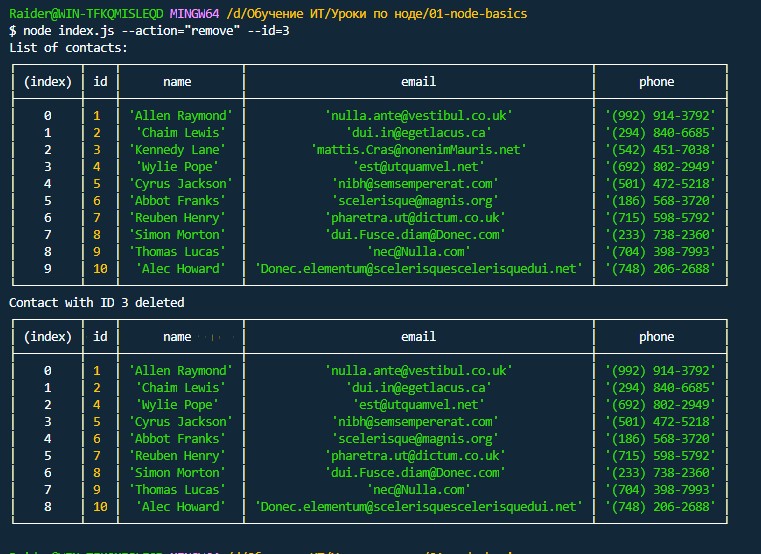 Raider@WIN-TFKQMISLEQD MINGW64 /d/Обучение ИТ/Уроки по ноде/01-node-basics
$ node index.js --action="remove" --id=3
List of contacts:
(index) id name email phone
0 1 'Allen Raymond' 'nulla.ante@vestibul.co.uk' '(992) 914-3792'
1 2 'Chaim Lewis' 'dui.in@egetlacus.ca' '(294) 840-6685'
2 3 'Kennedy Lane' 'mattis.Cras@nonenimMauris.net' '(542) 451-7038'
3 4 'Wylie Pope' 'est@utquamvel.net' '(692) 802-2949'
4 5 'Cyrus Jackson' 'nibh@semsempererat.com' '(501) 472-5218'
5 6 'Abbot Franks' 'scelerisque@magnis.org' '(186) 568-3720'
6 7 'Reuben Henry' 'pharetra.ut@dictum.co.uk' '(715) 598-5792'
7 8 'Simon Morton' 'dui.Fusce.diam@Donec.com' '(233) 738-2360'
8 9 'Thomas Lucas' 'nec@Nulla.com' '(704) 398-7993'
9 10 'Alec Howard' 'Donec.elementum@scelerisquescelerisquedui.net' '(748) 206-2688'
Contact with ID 3 deleted
(index) id name email phone
0 1 'Allen Raymond' 'nulla.ante@vestibul.co.uk' '(992) 914-3792'
1 2 'Chaim Lewis' 'dui.in@egetlacus.ca' '(294) 840-6685'
2 4 'Wylie Pope' 'est@utquamvel.net' '(692) 802-2949'
3 5 'Cyrus Jackson' 'nibh@semsempererat.com' '(501) 472-5218'
4 6 'Abbot Franks' 'scelerisque@magnis.org' '(186) 568-3720'
5 7 'Reuben Henry' 'pharetra.ut@dictum.co.uk' '(715) 598-5792'
6 8 'Simon Morton' 'dui.Fusce.diam@Donec.com' '(233) 738-2360'
7 9 'Thomas Lucas' 'nec@Nulla.com' '(704) 398-7993'
8 10 'Alec Howard' 'Donec.elementum@scelerisquescelerisquedui.net' '(748) 206-2688'